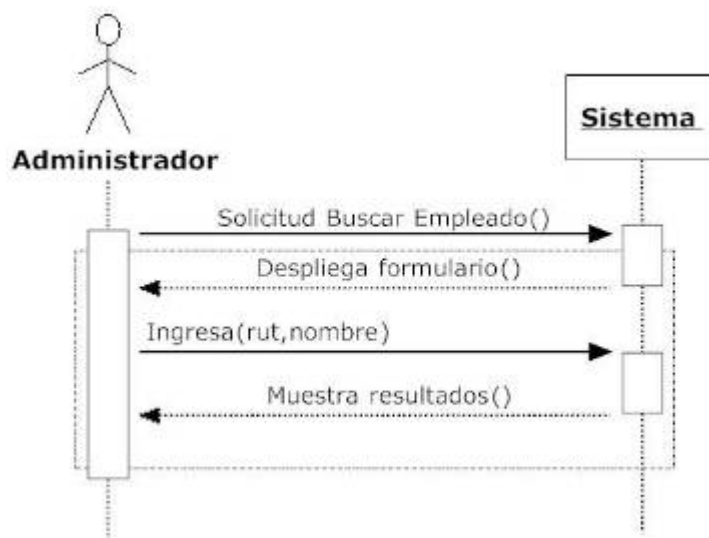 Sistema
Administrador
Solicitud Buscar Empleado()
Despliega formulario()
Ingresa(rut,nombre)
Muestra resultados()